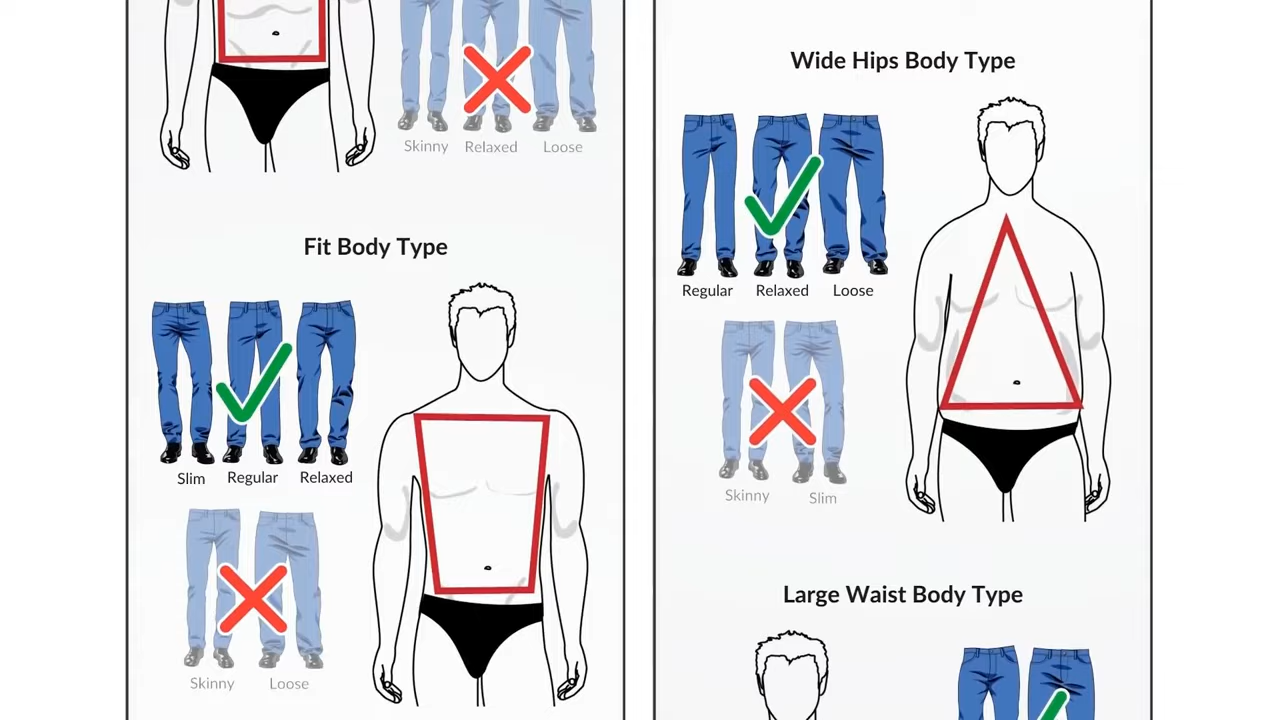 Skinny Relaxed Loose
Fit Body Type
Slim Regular Relaxed
Skinny Loose
Wide Hips Body Type
Regular Relaxed Loose
Skinny Slim
Large Waist Body Type